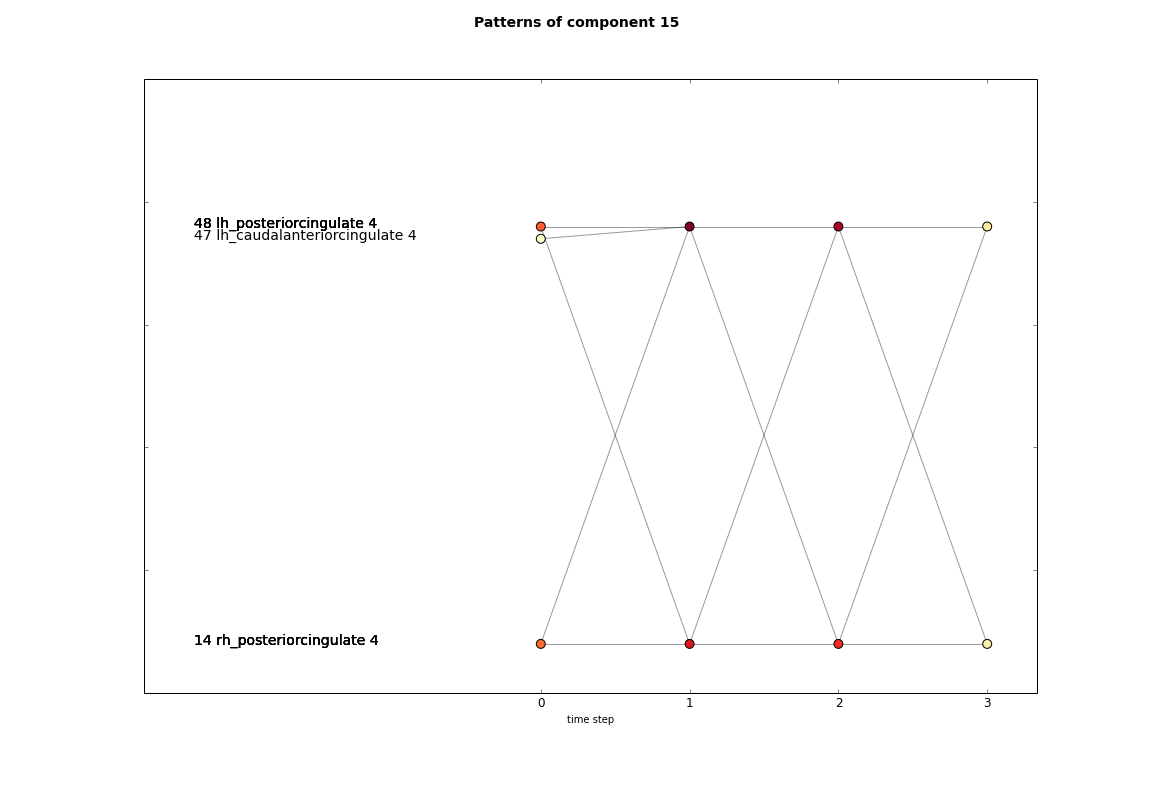 Patterns of component 15
48 lh_posteriorcingulate 4
47 lh_caudalanteriorcingulate 4
14 rh_posteriorcingulate 4
0 1 2 3
time step